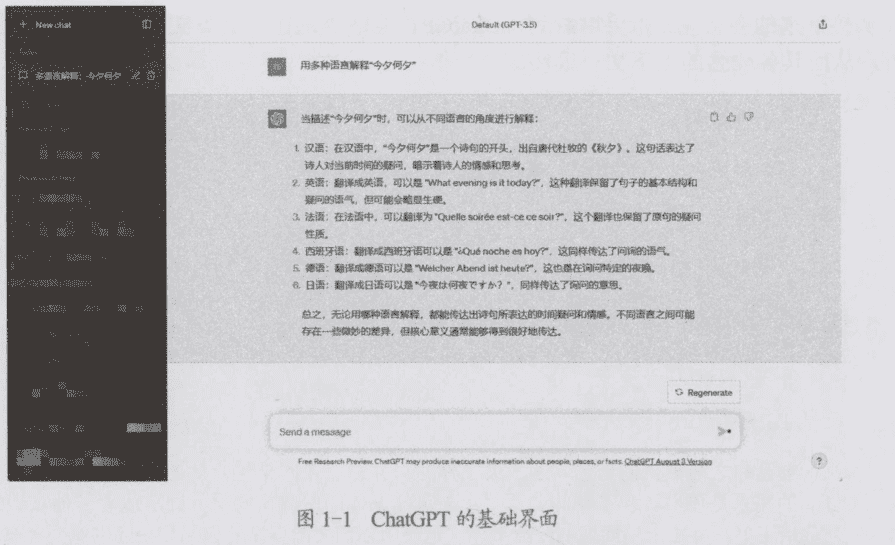 + New chat
多语言解释：今夕何夕
Default (GPT-3.5)
用多种语言解释“今夕何夕”
当描述“今夕何夕”时，可以从不同语言的角度进行解释：
1. 汉语：在汉语中，“今夕何夕”是一个诗句的开头，出自唐代杜牧的《秋夕》。这句话表达了
诗人对当前时间的疑问，暗示着诗人的情感和思考。
2. 英语：翻译成英语，可以是 "What evening is it today?"，这种翻译保留了句子的基本结构和
疑问的语气，但可能会略显生硬。
3. 法语：在法语中，可以翻译为 "Quelle soirée est-ce ce soir?"，这个翻译也保留了原句的疑问
性质。
4. 西班牙语：翻译成西班牙语可以是 "¿Qué noche es hoy?"，这同样传达了问询的语气。
5. 德语：翻译成德语可以是 "Welcher Abend ist heute?"，这也是在询问特定的夜晚。
6. 日语：翻译成日语可以是 "今夜は何夜ですか？"，同样传达了询问的意思。
总之，无论用哪种语言解释，都能传达出诗句所表达的时间疑问和情感。不同语言之间可能
存在一些微妙的差异，但核心意义通常能够得到很好地传达。
Regenerate
Send a message
Free Research Preview. ChatGPT may produce inaccurate information about people, places, or facts. ChatGPT August 3 Version
?
图 1-1 ChatGPT 的基础界面